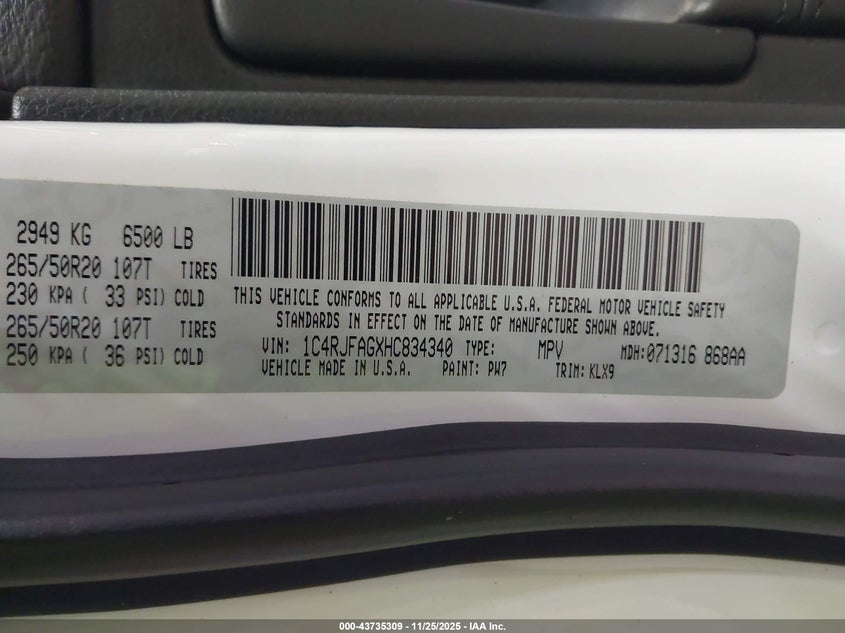 2949 KG 6500 LB
265/50R20 107T TIRES
230 KPA ( 33 PSI) COLD
265/50R20 107T TIRES
250 KPA ( 36 PSI) COLD
THIS VEHICLE CONFORMS TO ALL APPLICABLE U.S.A. FEDERAL MOTOR VEHICLE SAFETY
STANDARDS IN EFFECT ON THE DATE OF MANUFACTURE SHOWN ABOVE.
VIN: 1C4RJFAGXHC834340 TYPE: MPV MDH:071316 868AA
VEHICLE MADE IN U.S.A. PAINT: PW7 TRIM: KLX9
000-43735309 - 11/25/2025 - IAA Inc.